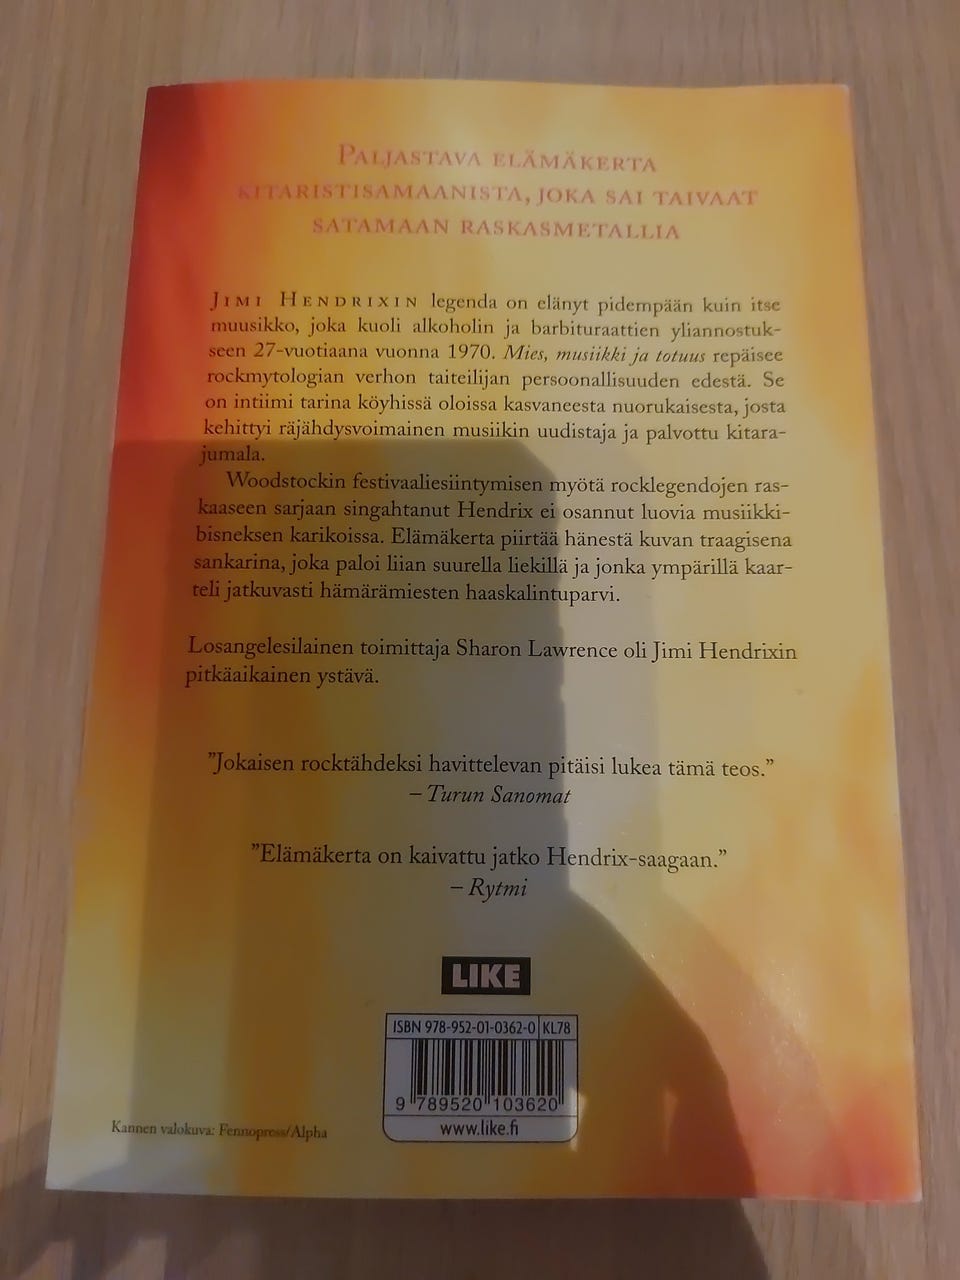 Paljastava elämäkerta
kitaristisamaanista, joka sai taivaat
satamaan raskasmetallia
Jimi Hendrixin legenda on elänyt pidempään kuin itse
muusikko, joka kuoli alkoholin ja barbituraattien yliannostuk-
seen 27-vuotiaana vuonna 1970. Mies, musiikki ja totuus repäisee
rockmytologian verhon taiteilijan persoonallisuuden edestä. Se
on intiimi tarina köyhissä oloissa kasvaneesta nuorukaisesta, josta
kehittyi räjähdysvoimainen musiikin uudistaja ja palvottu kitara-
jumala.
Woodstockin festivaaliesiintymisen myötä rocklegendojen ras-
kaaseen sarjaan singahtanut Hendrix ei osannut luovia musiikki-
bisneksen karikoissa. Elämäkerta piirtää hänestä kuvan traagisena
sankarina, joka paloi liian suurella liekillä ja jonka ympärillä kaar-
teli jatkuvasti hämärämiesten haaskalintuparvi.
Losangelesilainen toimittaja Sharon Lawrence oli Jimi Hendrixin
pitkäaikainen ystävä.
”Jokaisen rocktähdeksi havittelevan pitäisi lukea tämä teos.”
– Turun Sanomat
”Elämäkerta on kaivattu jatko Hendrix-saagaan.”
– Rytmi
LIKE
ISBN 978-952-01-0362-0 KL78
9 789520 103620
www.like.fi
Kannen valokuva: Fennopress/Alpha